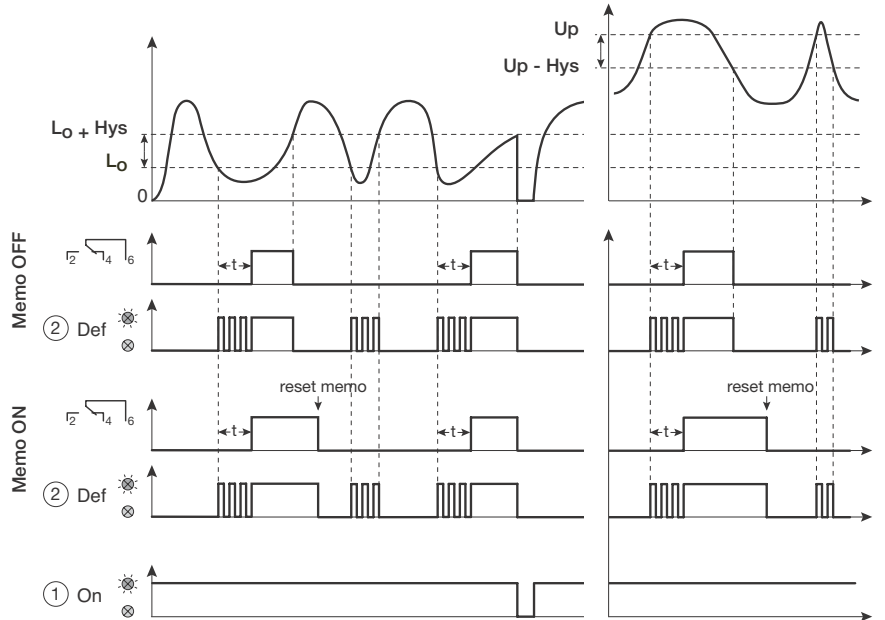 Up
Up - Hys
Lo + Hys
Lo
0
Memo OFF
2 4 6
t t t
2 Def
Memo ON
reset memo reset memo
2 4 6
t t t
2 Def
1 On